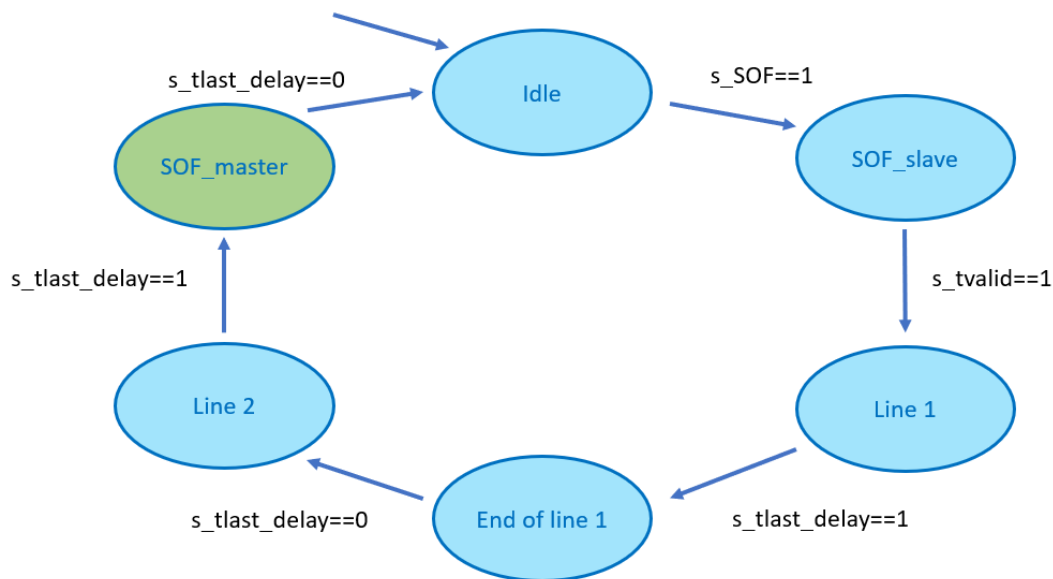 Idle
s_SOF==1
SOF_slave
s_tvalid==1
Line 1
s_tlast_delay==1
End of line 1
s_tlast_delay==0
Line 2
s_tlast_delay==1
SOF_master
s_tlast_delay==0